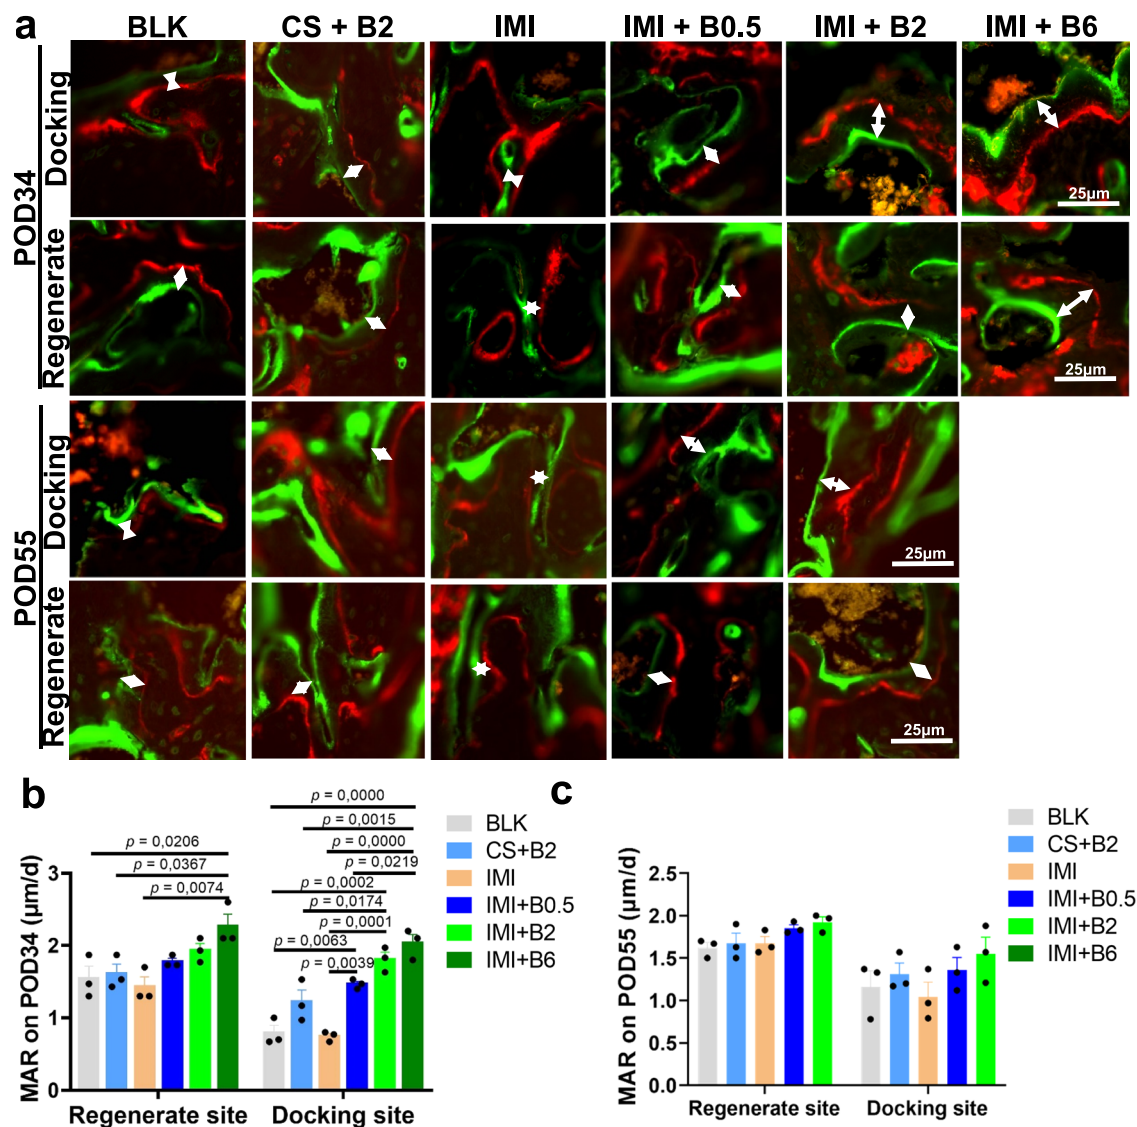 a
BLK CS + B2 IMI IMI + B0.5 IMI + B2 IMI + B6
POD34
Docking
25µm
Regenerate
25µm
POD55
Docking
25µm
Regenerate
25µm
b
MAR on POD34 (µm/d)
3
2
1
0
p = 0,0206
p = 0,0367
p = 0,0074
p = 0,0000
p = 0,0015
p = 0,0000
p = 0,0219
p = 0,0002
p = 0,0174
p = 0,0001
p = 0,0063
p = 0,0039
Regenerate site Docking site
BLK
CS+B2
IMI
IMI+B0.5
IMI+B2
IMI+B6
c
MAR on POD55 (µm/d)
2.5
2.0
1.5
1.0
0.5
0.0
Regenerate site Docking site
BLK
CS+B2
IMI
IMI+B0.5
IMI+B2
IMI+B6